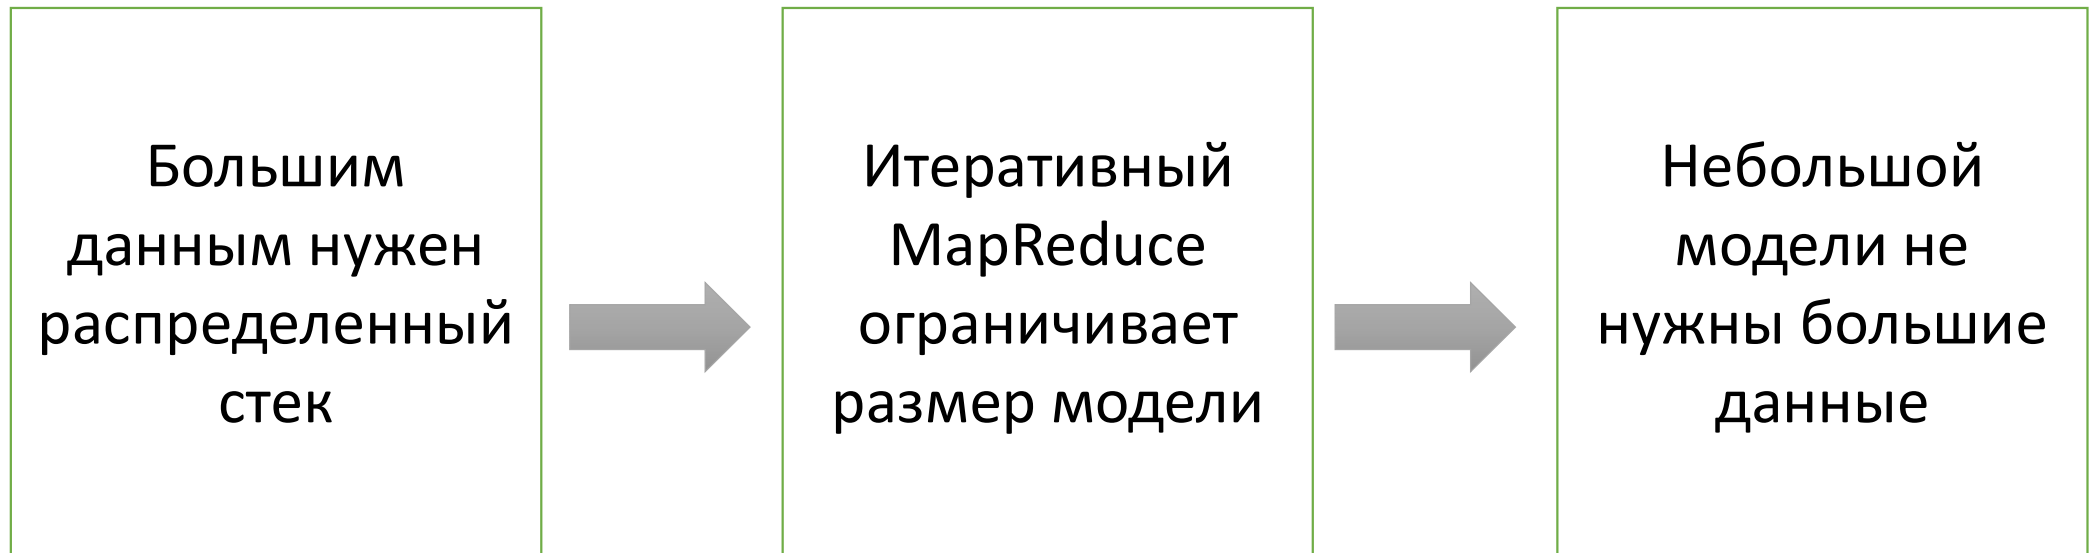 Большим
данным нужен
распределенный
стек
Итеративный
MapReduce
ограничивает
размер модели
Небольшой
модели не
нужны большие
данные